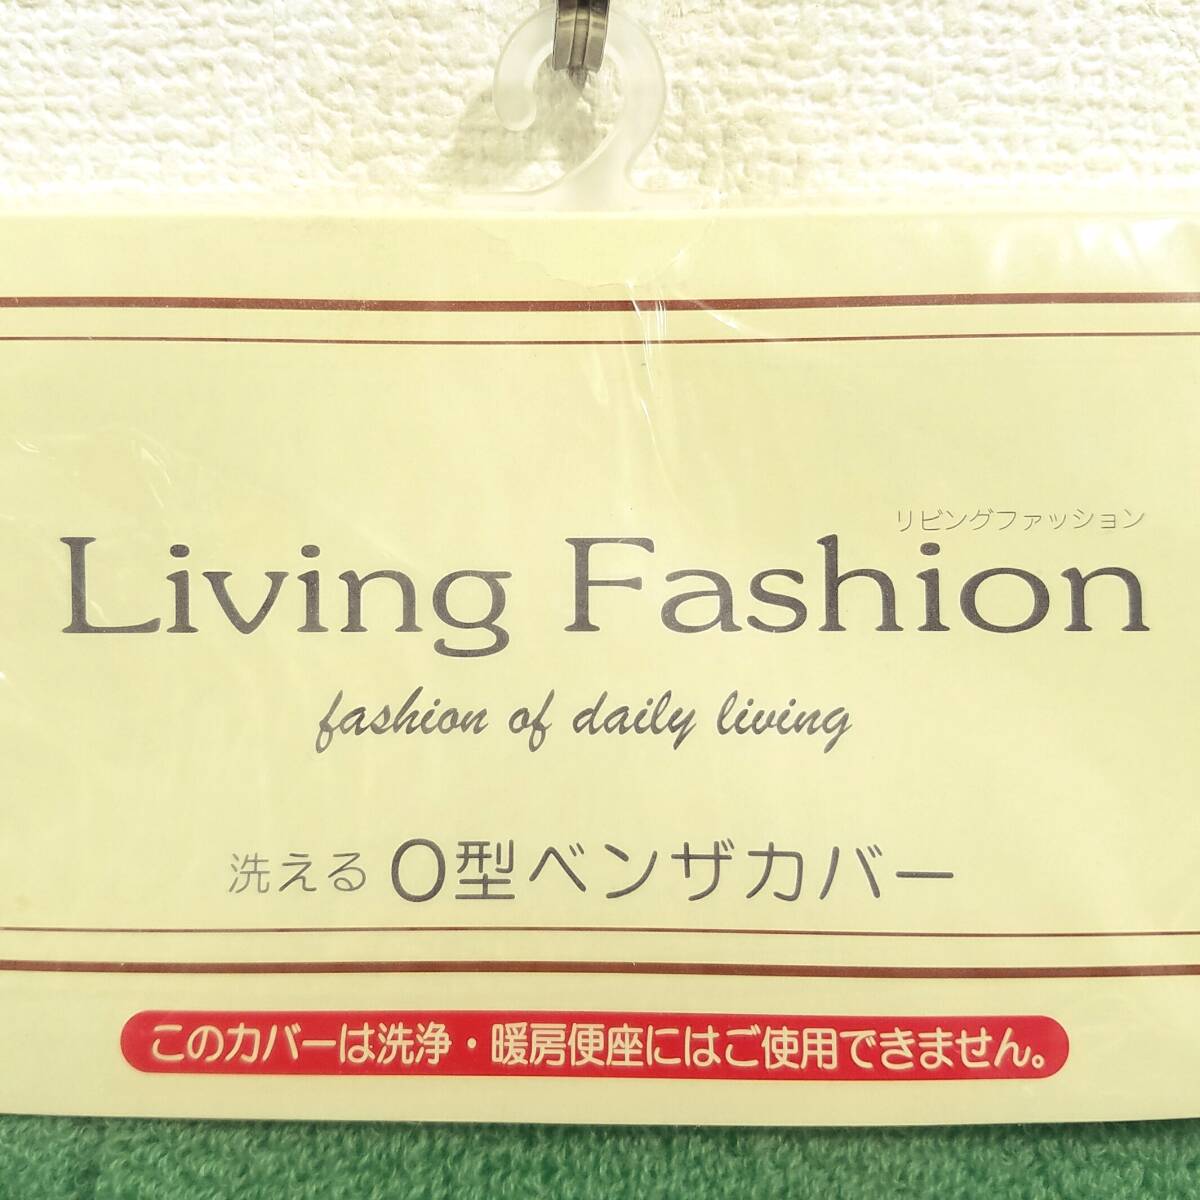 リビングファッション
Living Fashion
fashion of daily living
洗える O型ベンザカバー
このカバーは洗浄・暖房便座にはご使用できません。